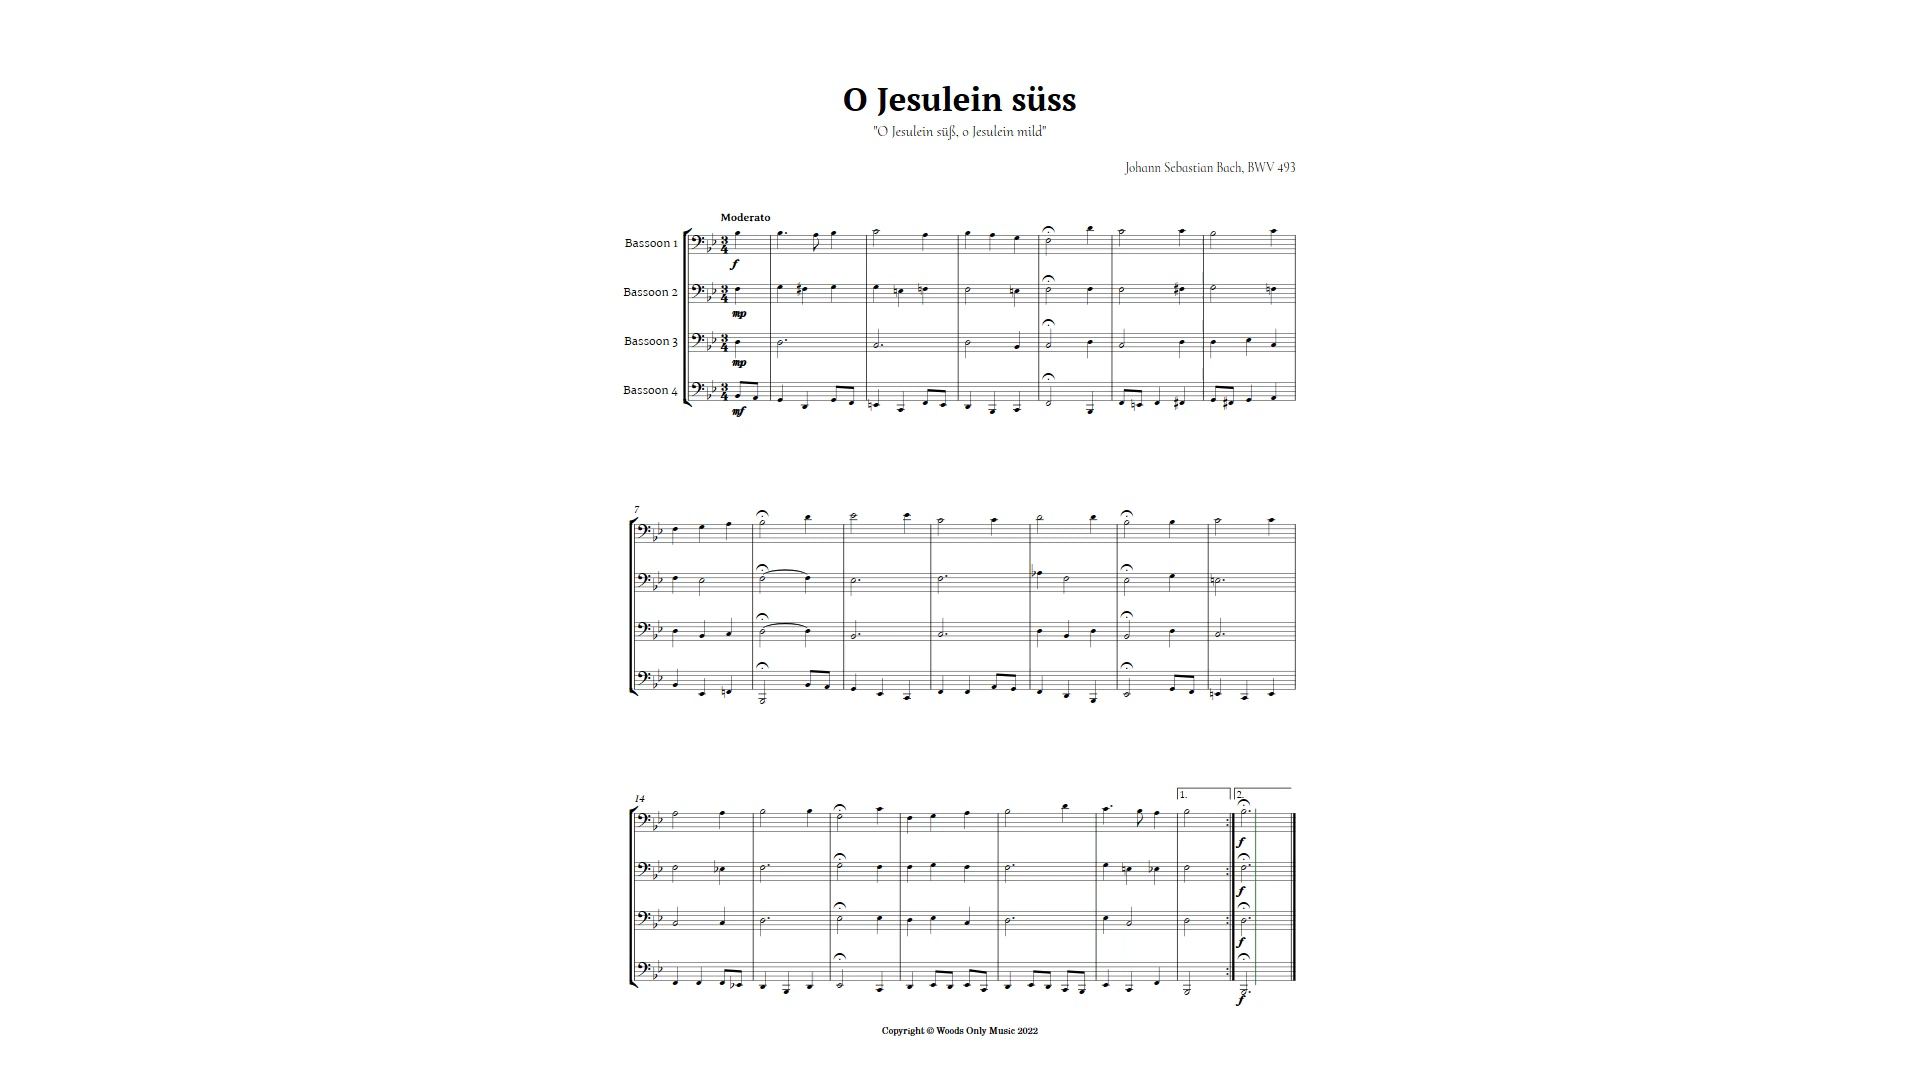 O Jesulein süss
"O Jesulein süß, o Jesulein mild"
Johann Sebastian Bach, BWV 493
Moderato
Bassoon 1
f
Bassoon 2
mp
Bassoon 3
mp
Bassoon 4
mf
7
14
1.
2.
f
f
f
f
Copyright © Woods Only Music 2022